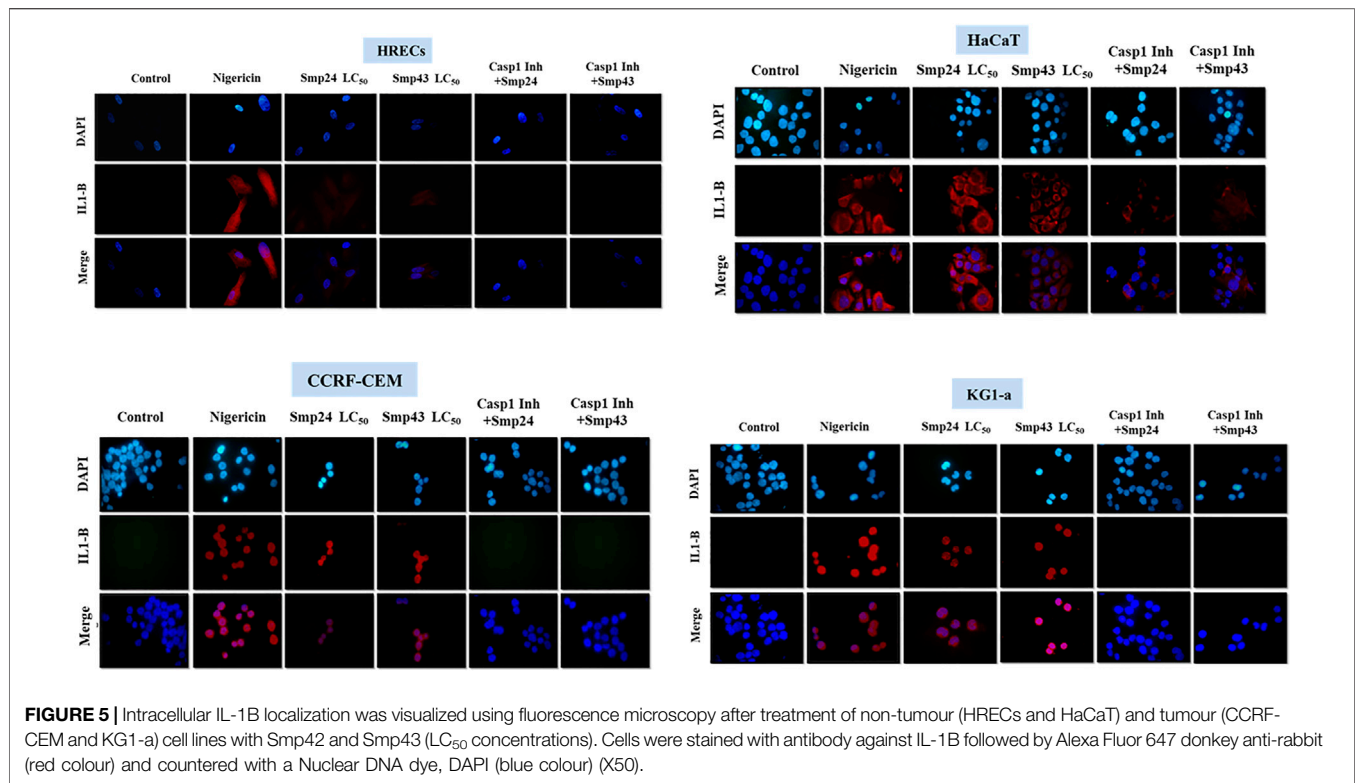 HRECs
Control Nigericin Smp24 LC50 Smp43 LC50 Casp1 Inh +Smp24 Casp1 Inh +Smp43
DAPI
IL1-B
Merge
HaCaT
Control Nigericin Smp24 LC50 Smp43 LC50 Casp1 Inh +Smp24 Casp1 Inh +Smp43
DAPI
IL1-B
Merge
CCRF-CEM
Control Nigericin Smp24 LC50 Smp43 LC50 Casp1 Inh +Smp24 Casp1 Inh +Smp43
DAPI
IL1-B
Merge
KG1-a
Control Nigericin Smp24 LC50 Smp43 LC50 Casp1 Inh +Smp24 Casp1 Inh +Smp43
DAPI
IL1-B
Merge
FIGURE 5 | Intracellular IL-1B localization was visualized using fluorescence microscopy after treatment of non-tumour (HRECs and HaCaT) and tumour (CCRF-
CEM and KG1-a) cell lines with Smp42 and Smp43 (LC50 concentrations). Cells were stained with antibody against IL-1B followed by Alexa Fluor 647 donkey anti-rabbit
(red colour) and countered with a Nuclear DNA dye, DAPI (blue colour) (X50).